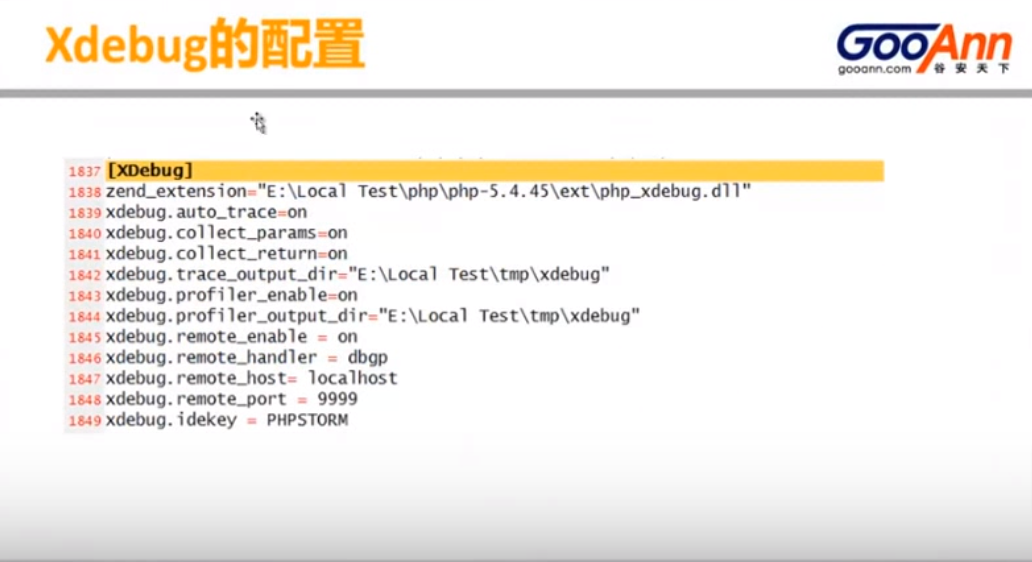 Xdebug的配置
GooAnn
gooann.com 谷安天下
1837 [XDebug]
1838 zend_extension="E:\Local Test\php\php-5.4.45\ext\php_xdebug.dll"
1839 xdebug.auto_trace=on
1840 xdebug.collect_params=on
1841 xdebug.collect_return=on
1842 xdebug.trace_output_dir="E:\Local Test\tmp\xdebug"
1843 xdebug.profiler_enable=on
1844 xdebug.profiler_output_dir="E:\Local Test\tmp\xdebug"
1845 xdebug.remote_enable = on
1846 xdebug.remote_handler = dbgp
1847 xdebug.remote_host= localhost
1848 xdebug.remote_port = 9999
1849 xdebug.idekey = PHPSTORM